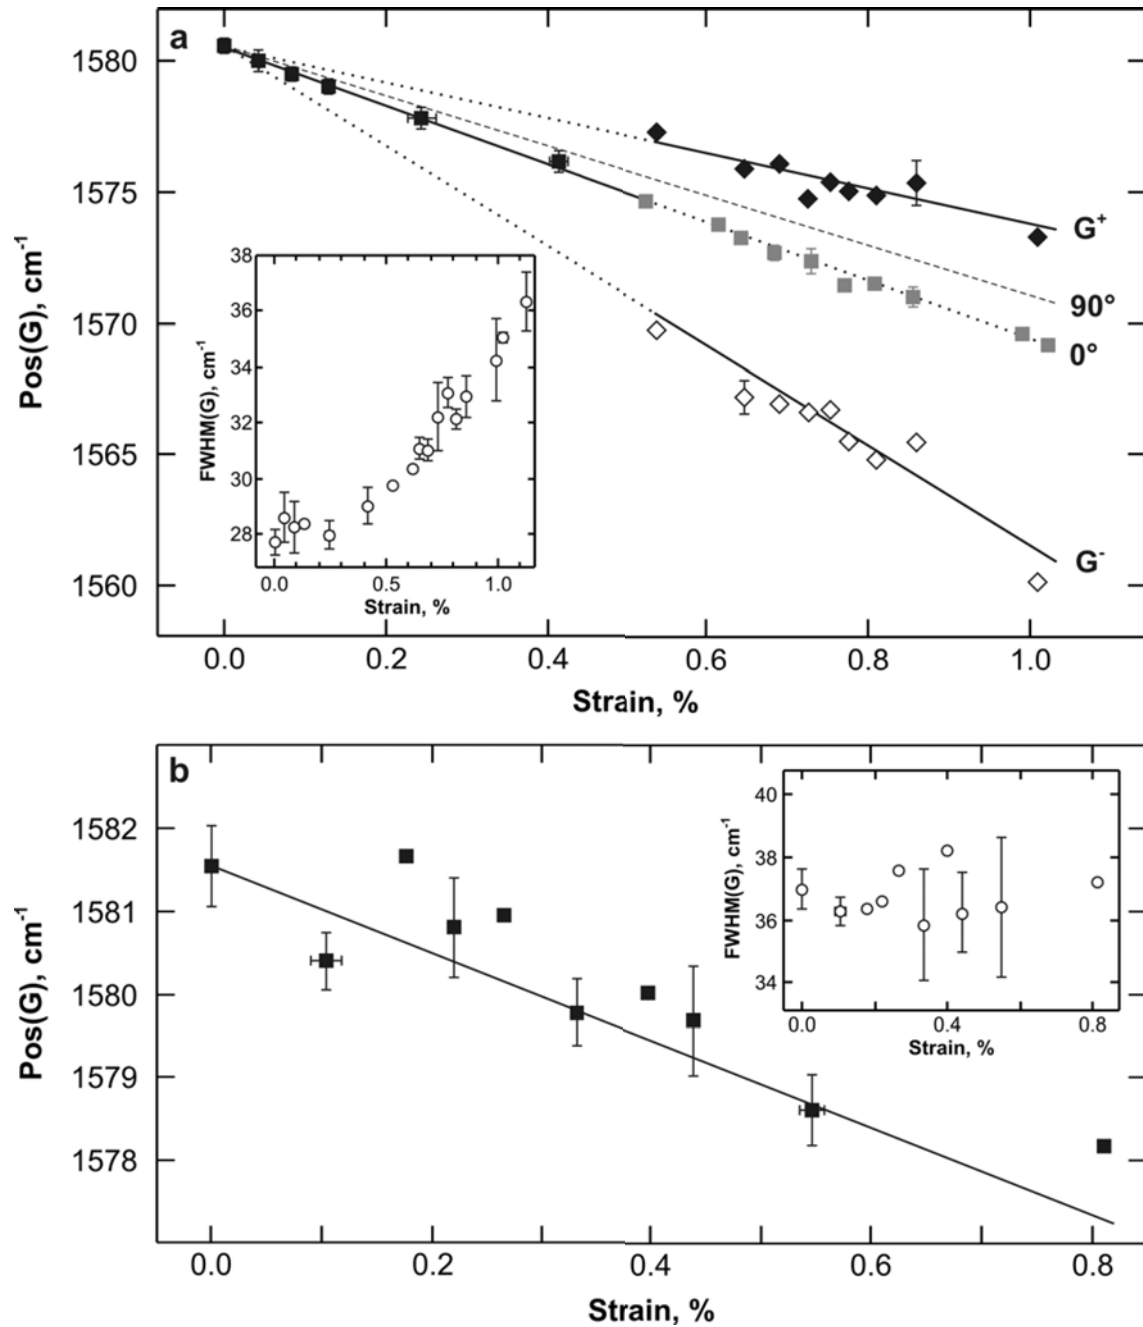 a
1580
1575
1570
1565
1560
Pos(G), cm-1
G+
90°
0°
G-
0.0 0.2 0.4 0.6 0.8 1.0
Strain, %
38
36
34
32
30
28
FWHM(G), cm-1
0.0 0.5 1.0
Strain, %
b
1582
1581
1580
1579
1578
Pos(G), cm-1
0.0 0.2 0.4 0.6 0.8
Strain, %
40
38
36
34
FWHM(G), cm-1
0.0 0.4 0.8
Strain, %